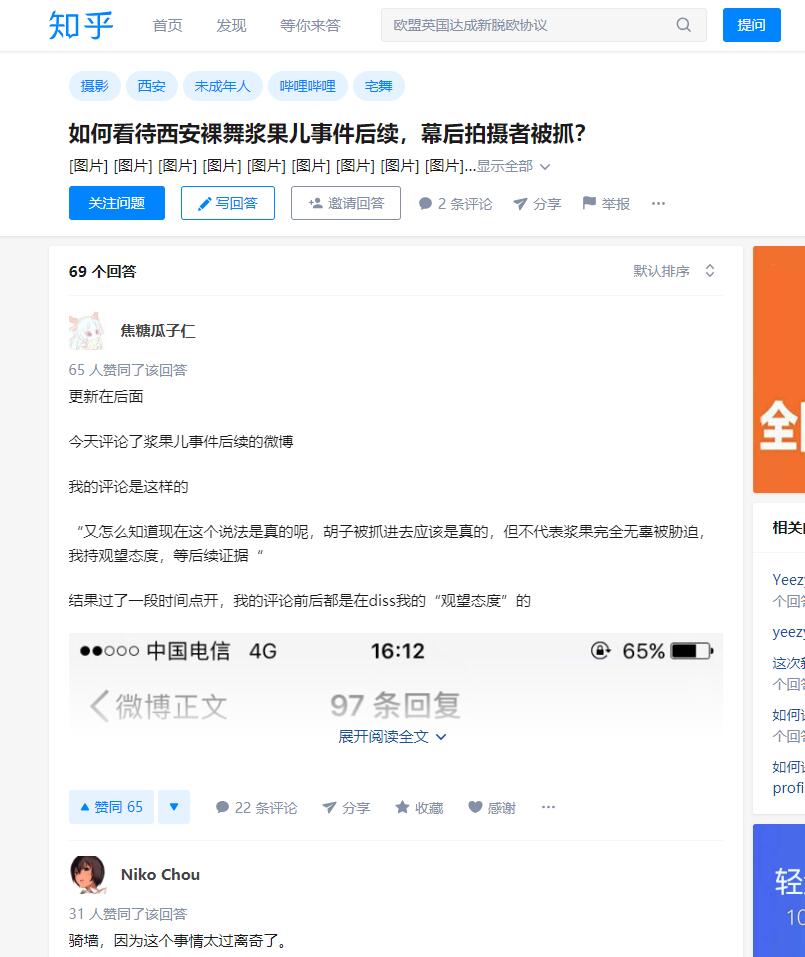 知乎 首页 发现 等你来答 欧盟英国达成新脱欧协议 提问
摄影 西安 未成年人 哔哩哔哩 宅舞
如何看待西安裸舞浆果儿事件后续，幕后拍摄者被抓？
[图片] [图片] [图片] [图片] [图片] [图片] [图片] [图片] [图片]...显示全部
关注问题 写回答 邀请回答 2 条评论 分享 举报 ···
69 个回答 默认排序
焦糖瓜子仁
65 人赞同了该回答
更新在后面
今天评论了浆果儿事件后续的微博
我的评论是这样的
“又怎么知道现在这个说法是真的呢，胡子被抓进去应该是真的，但不代表浆果完全无辜被胁迫，
我持观望态度，等后续证据“
结果过了一段时间点开，我的评论前后都是在diss我的“观望态度”的
中国电信 4G 16:12 65%
微博正文 97 条回复
展开阅读全文
赞同 65 22 条评论 分享 收藏 感谢 ···
Niko Chou
31 人赞同了该回答
骑墙，因为这个事情太过离奇了。
全
相关
Yeez
个回
yeezy
这次
个回
如何
个回
如何
profi
轻
10